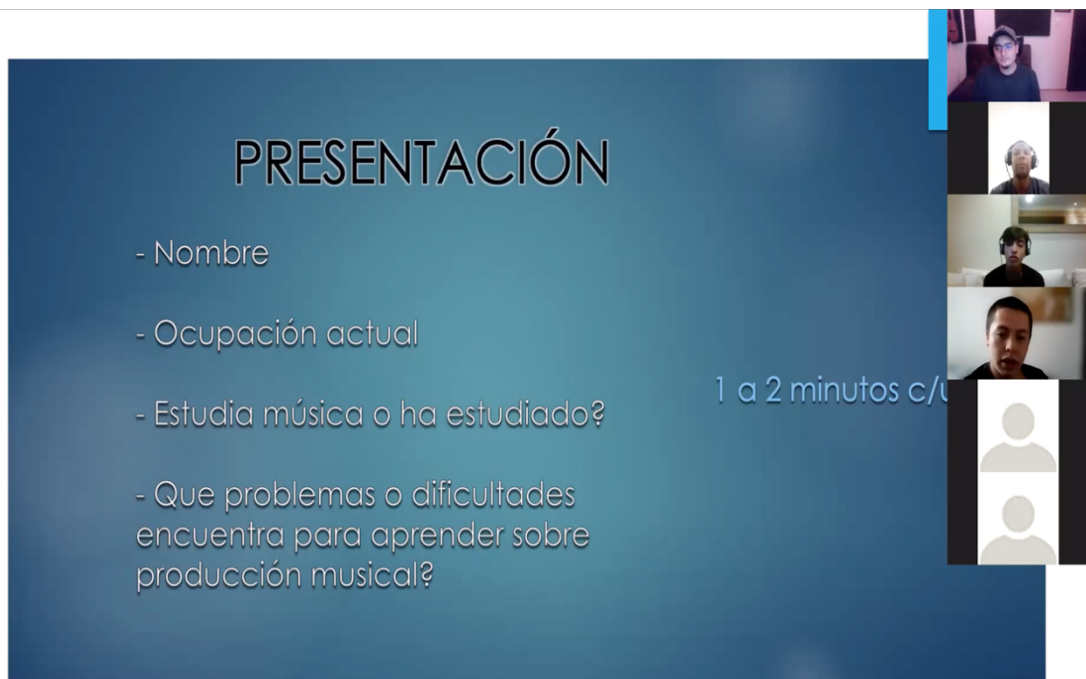 PRESENTACIÓN
- Nombre
- Ocupación actual
- Estudia música o ha estudiado?
- Que problemas o dificultades
encuentra para aprender sobre
producción musical?
1 a 2 minutos